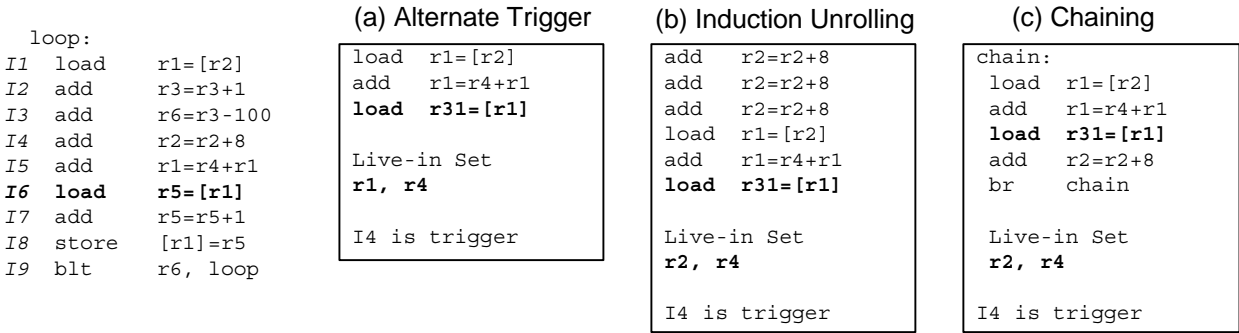 loop:
I1 load r1=[r2]
I2 add r3=r3+1
I3 add r6=r3-100
I4 add r2=r2+8
I5 add r1=r4+r1
I6 load r5=[r1]
I7 add r5=r5+1
I8 store [r1]=r5
I9 blt r6, loop
(a) Alternate Trigger
load r1=[r2]
add r1=r4+r1
load r31=[r1]
Live-in Set
r1, r4
I4 is trigger
(b) Induction Unrolling
add r2=r2+8
add r2=r2+8
add r2=r2+8
load r1=[r2]
add r1=r4+r1
load r31=[r1]
Live-in Set
r2, r4
I4 is trigger
(c) Chaining
chain:
load r1=[r2]
add r1=r4+r1
load r31=[r1]
add r2=r2+8
br chain
Live-in Set
r2, r4
I4 is trigger